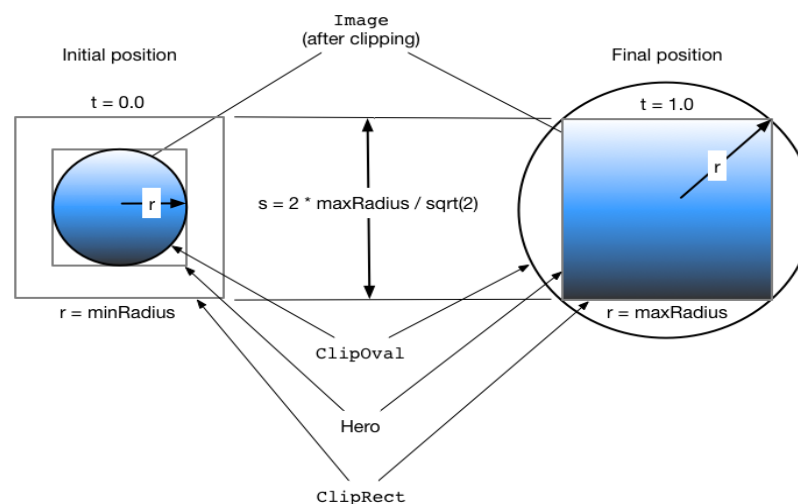 Image
(after clipping)
Initial position
Final position
t = 0.0
t = 1.0
r
r
s = 2 * maxRadius / sqrt(2)
r = minRadius
r = maxRadius
ClipOval
Hero
ClipRect